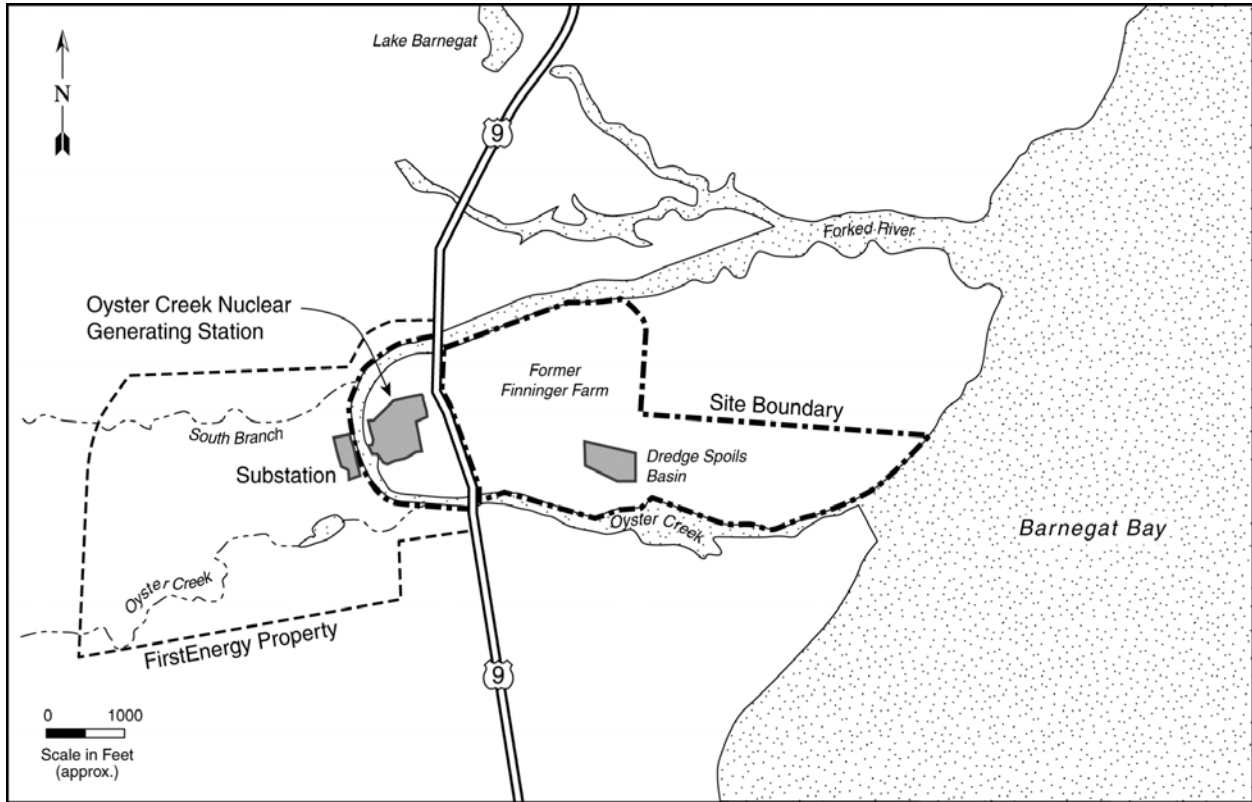 Lake Barnegat
N
9
Forked River
Oyster Creek Nuclear
Generating Station
Former
Finninger Farm
Site Boundary
South Branch
Substation
Dredge Spoils
Basin
Oyster Creek
Barnegat Bay
Oyster Creek
FirstEnergy Property
9
0 1000
Scale in Feet
(approx.)